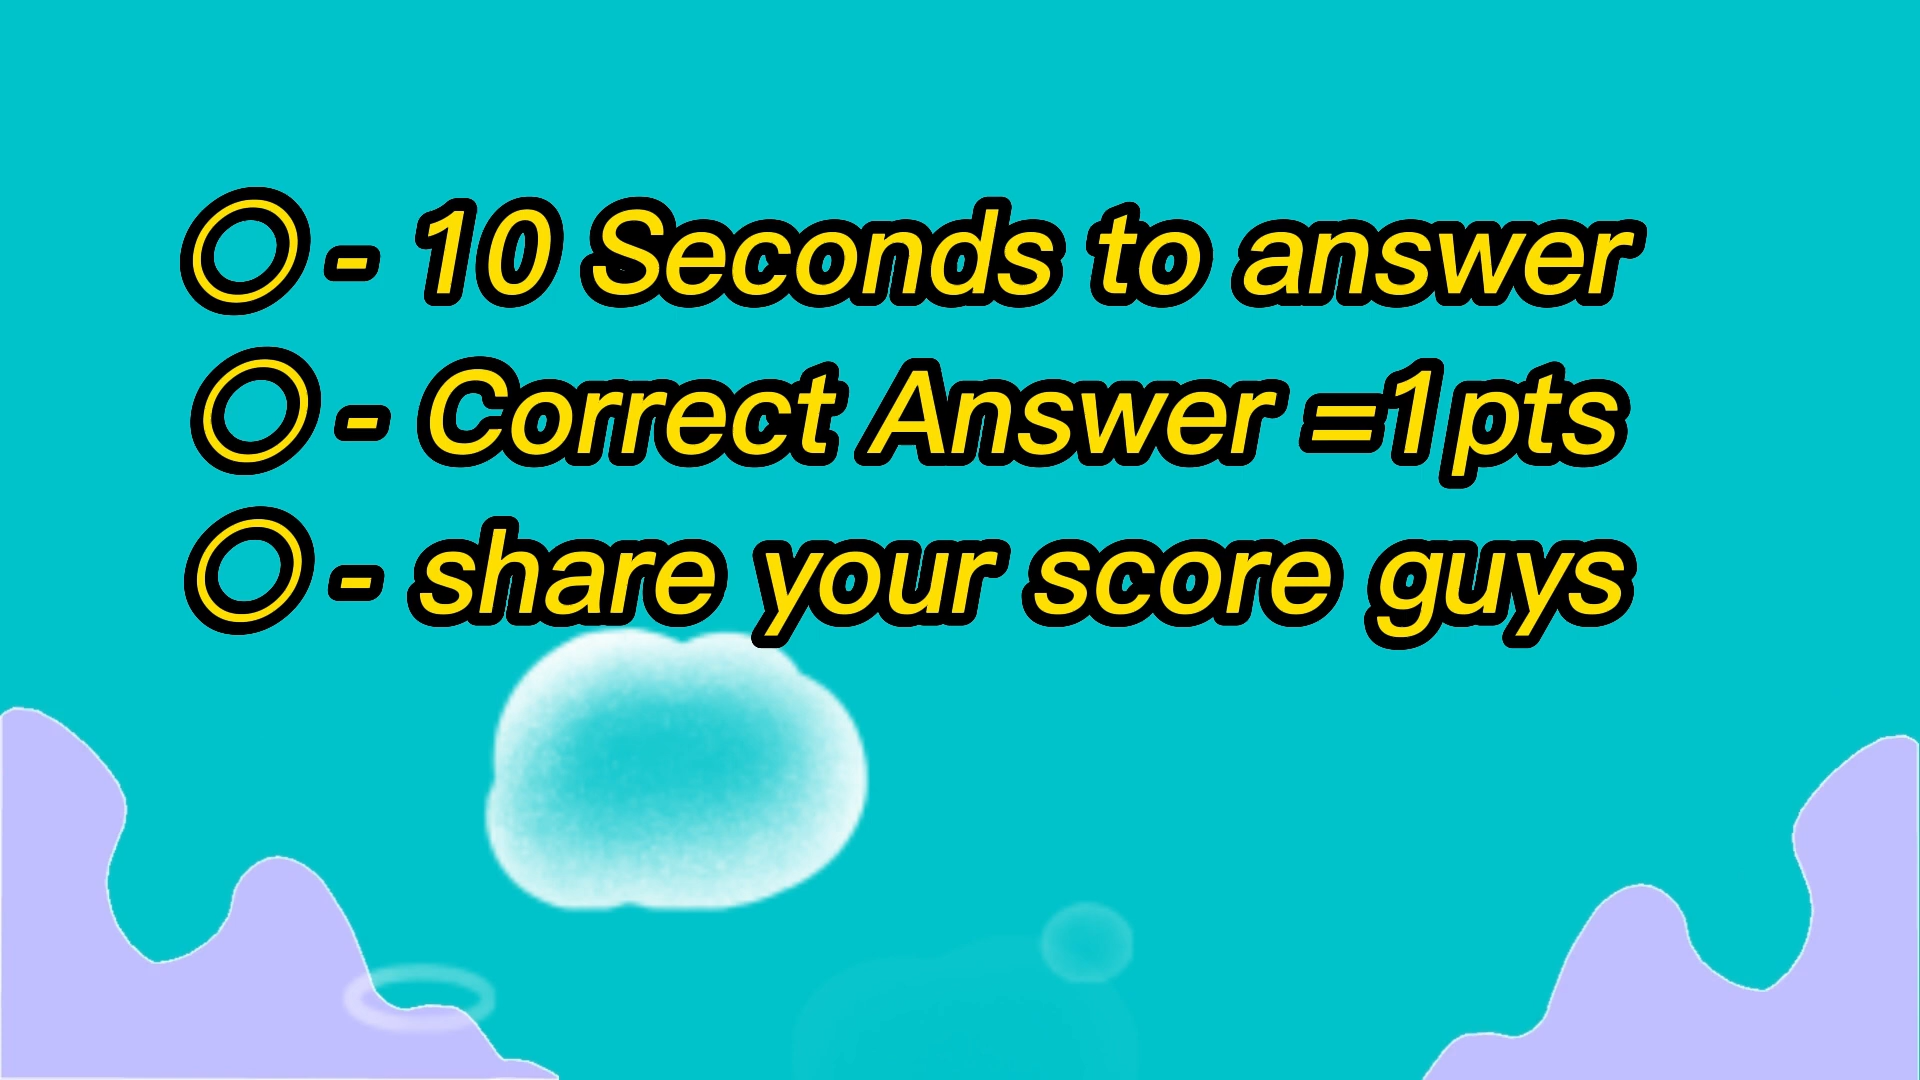 O - 10 Seconds to answer
O - Correct Answer =1pts
O - share your score guys